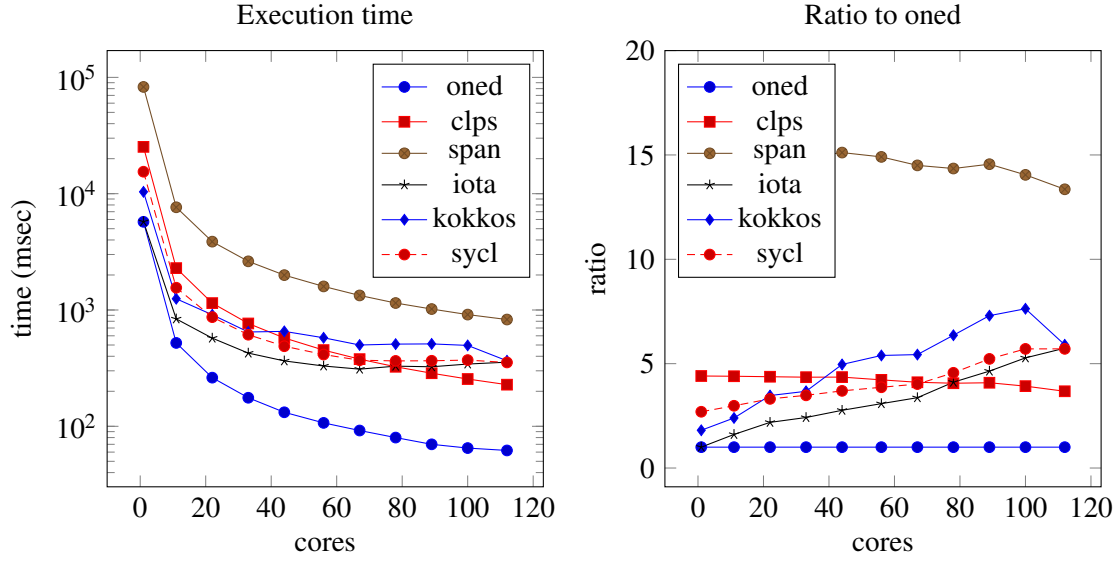 Execution time
10^5
10^4
10^3
10^2
time (msec)
0 20 40 60 80 100 120
cores
oned
clps
span
iota
kokkos
sycl
Ratio to oned
20
15
10
5
0
ratio
0 20 40 60 80 100 120
cores
oned
clps
span
iota
kokkos
sycl